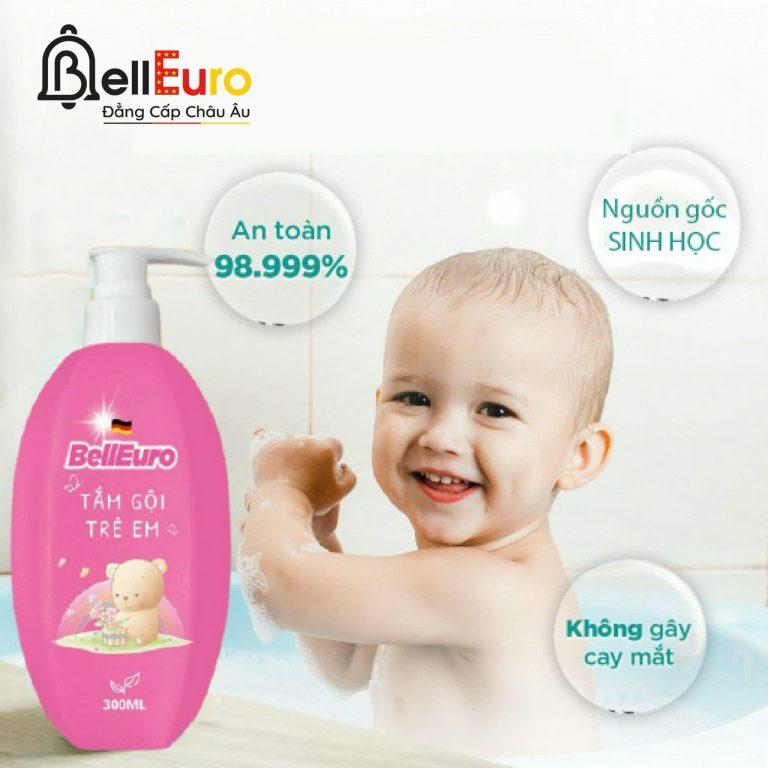 BellEuro
Đẳng Cấp Châu Âu
An toàn
98.999%
Nguồn gốc
SINH HỌC
BellEuro
TẮM GỘI
TRẺ EM
300ML
Không gây
cay mắt